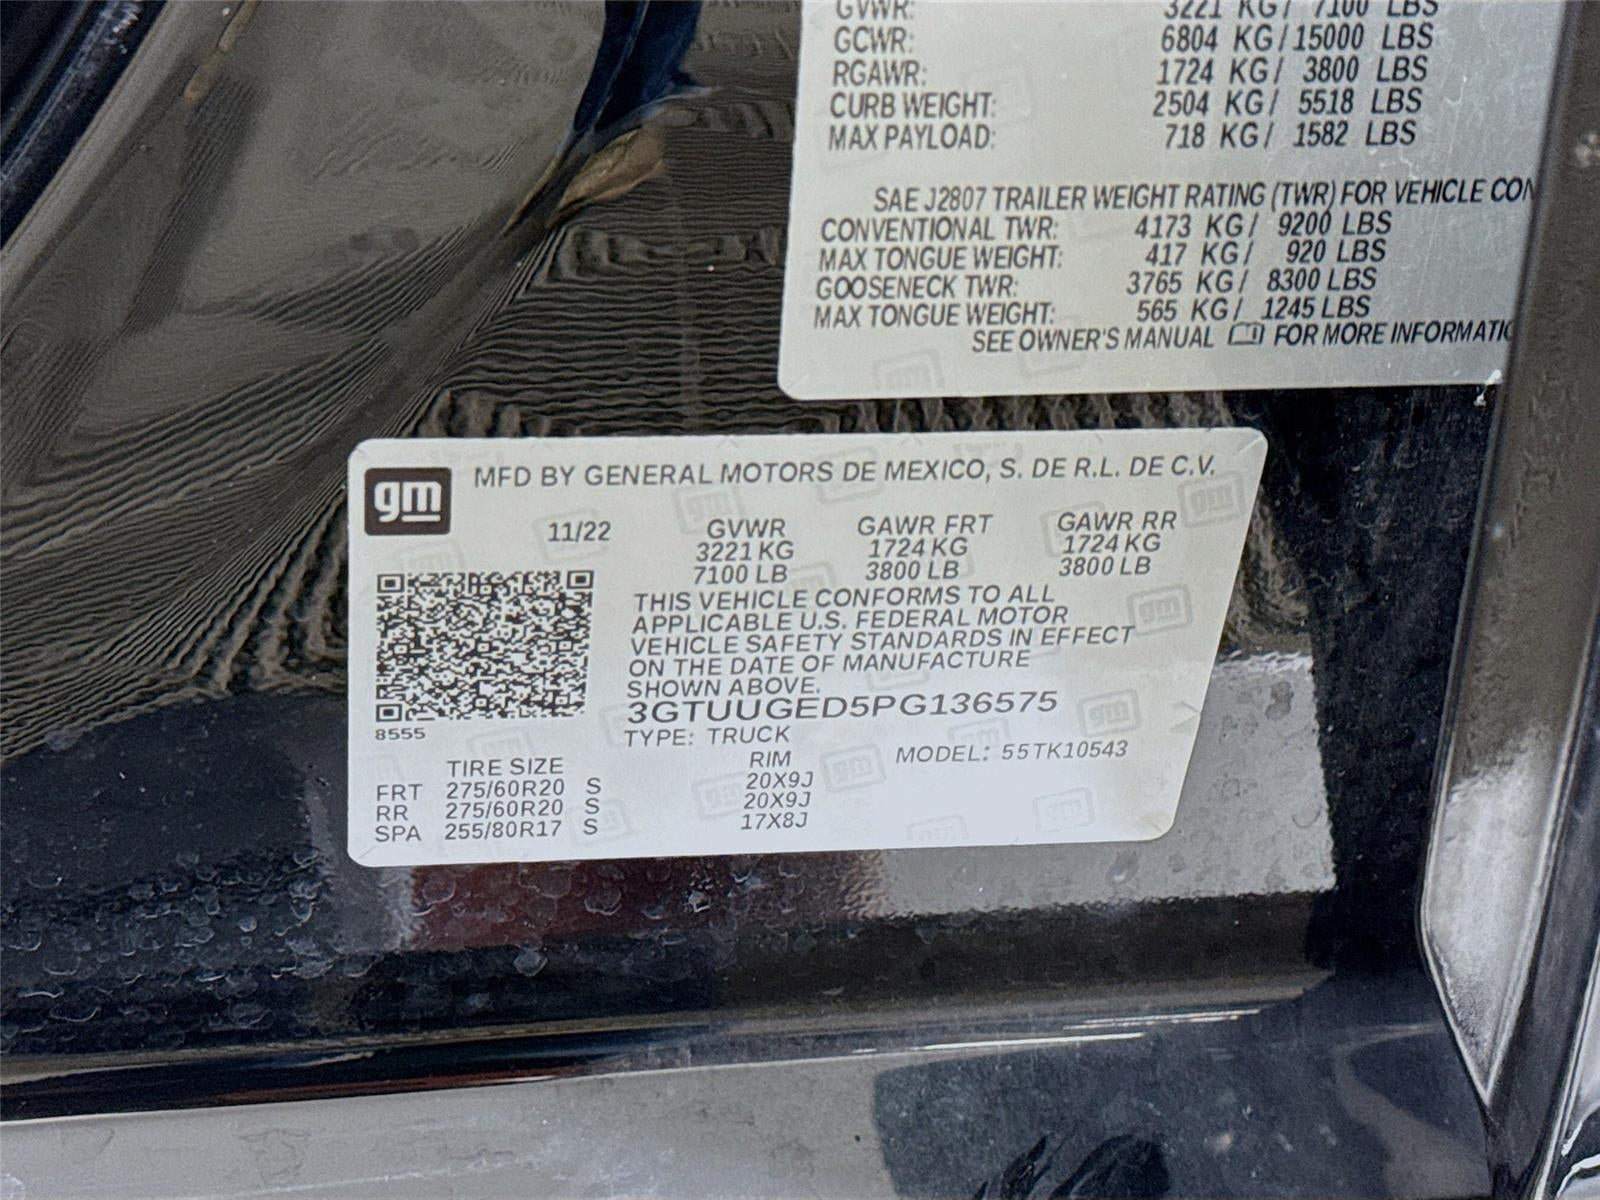 GVWR: 3221 KG/ 7100 LBS
GCWR: 6804 KG/15000 LBS
RGAWR: 1724 KG/ 3800 LBS
CURB WEIGHT: 2504 KG/ 5518 LBS
MAX PAYLOAD: 718 KG/ 1582 LBS
SAE J2807 TRAILER WEIGHT RATING (TWR) FOR VEHICLE CON
CONVENTIONAL TWR: 4173 KG/ 9200 LBS
MAX TONGUE WEIGHT: 417 KG/ 920 LBS
GOOSENECK TWR: 3765 KG/ 8300 LBS
MAX TONGUE WEIGHT: 565 KG/ 1245 LBS
SEE OWNER'S MANUAL FOR MORE INFORMATIO
gm
MFD BY GENERAL MOTORS DE MEXICO, S. DE R.L. DE C.V.
11/22 GVWR GAWR FRT GAWR RR
3221 KG 1724 KG 1724 KG
7100 LB 3800 LB 3800 LB
THIS VEHICLE CONFORMS TO ALL
APPLICABLE U.S. FEDERAL MOTOR
VEHICLE SAFETY STANDARDS IN EFFECT
ON THE DATE OF MANUFACTURE
SHOWN ABOVE.
3GTUUGED5PG136575
8555
TYPE: TRUCK MODEL: 55TK10543
TIRE SIZE RIM
FRT 275/60R20 S 20X9J
RR 275/60R20 S 20X9J
SPA 255/80R17 S 17X8J